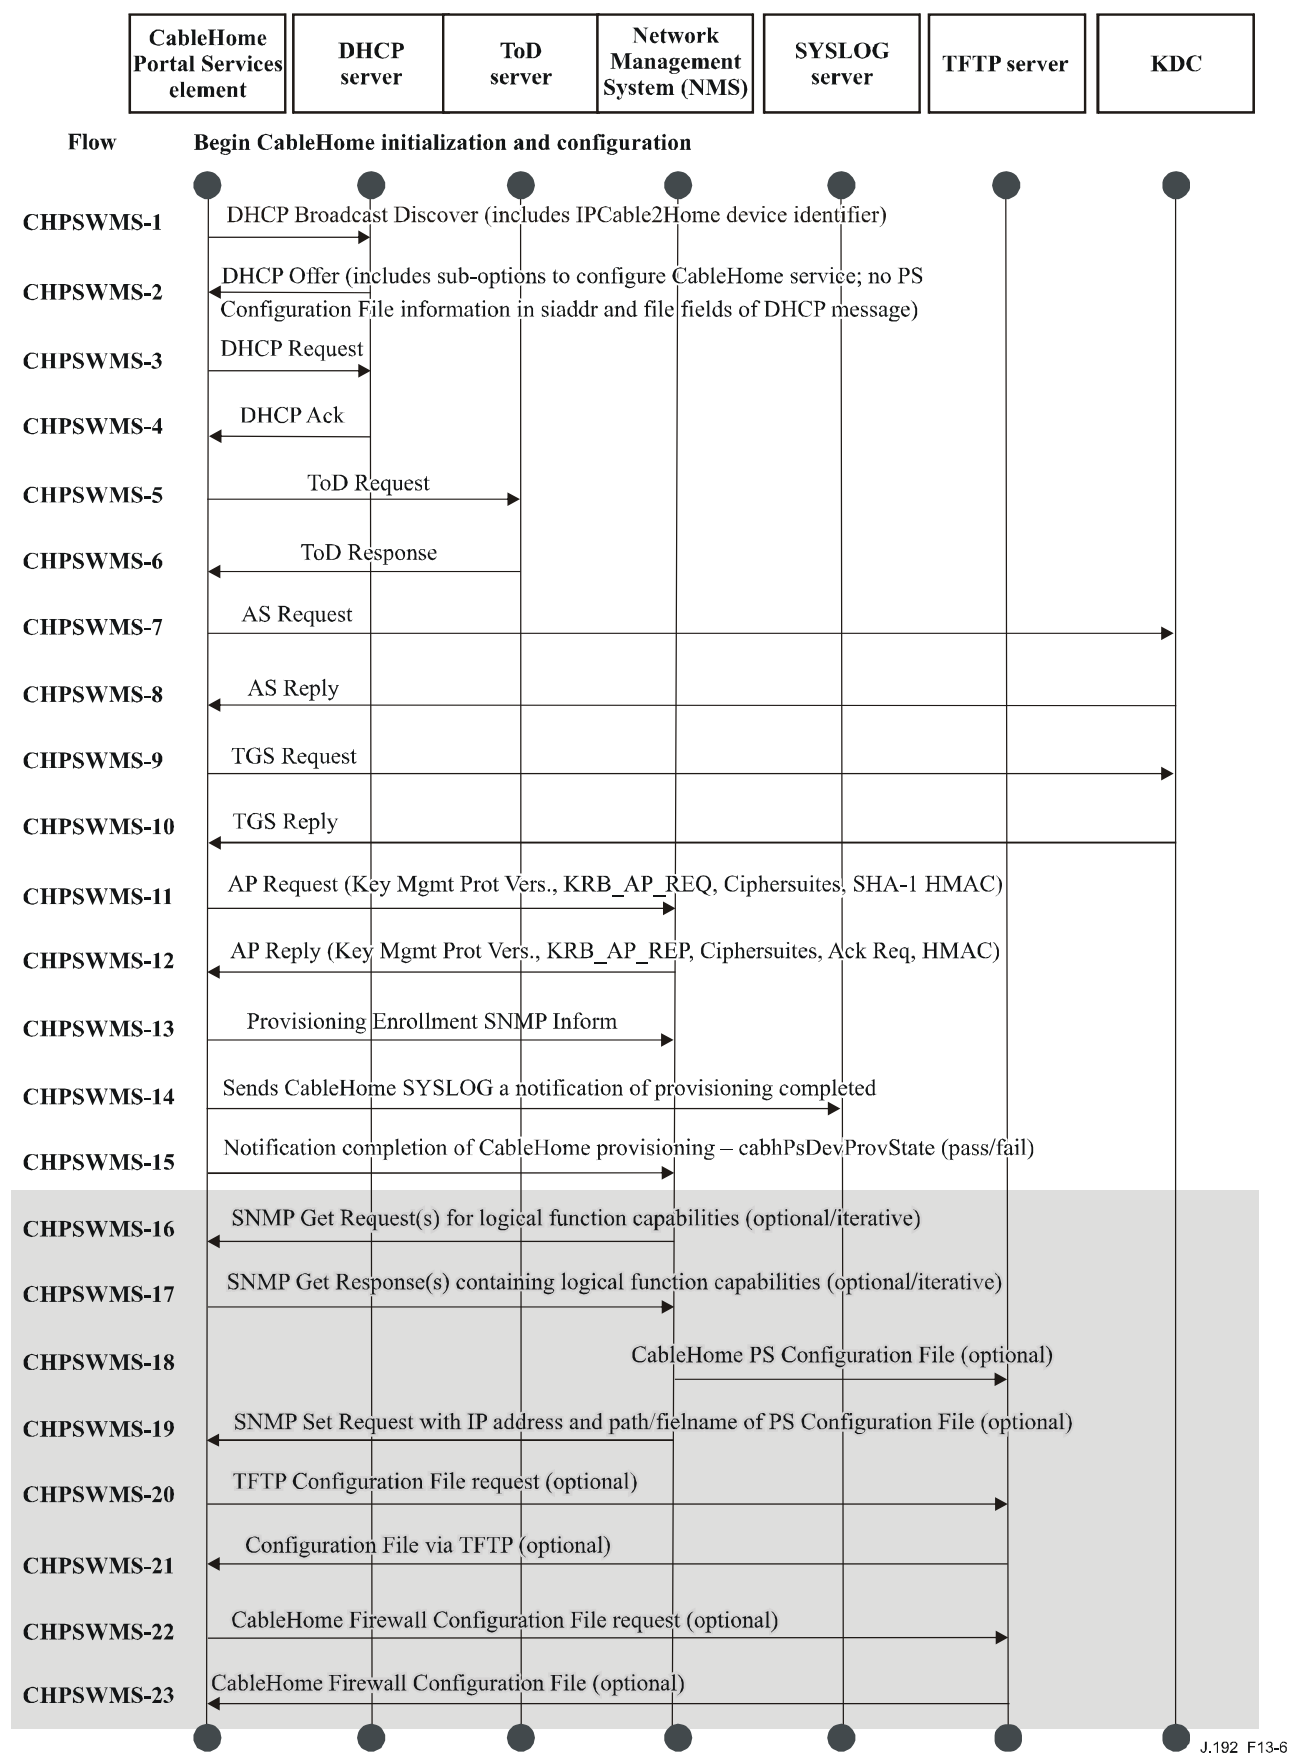 CableHome
Portal Services
element
DHCP
server
ToD
server
Network
Management
System (NMS)
SYSLOG
server
TFTP server
KDC
Flow
Begin CableHome initialization and configuration
CHPSWMS-1
DHCP Broadcast Discover (includes IPCable2Home device identifier)
CHPSWMS-2
DHCP Offer (includes sub-options to configure CableHome service; no PS
Configuration File information in siaddr and file fields of DHCP message)
CHPSWMS-3
DHCP Request
CHPSWMS-4
DHCP Ack
CHPSWMS-5
ToD Request
CHPSWMS-6
ToD Response
CHPSWMS-7
AS Request
CHPSWMS-8
AS Reply
CHPSWMS-9
TGS Request
CHPSWMS-10
TGS Reply
CHPSWMS-11
AP Request (Key Mgmt Prot Vers., KRB_AP_REQ, Ciphersuites, SHA-1 HMAC)
CHPSWMS-12
AP Reply (Key Mgmt Prot Vers., KRB_AP_REP, Ciphersuites, Ack Req, HMAC)
CHPSWMS-13
Provisioning Enrollment SNMP Inform
CHPSWMS-14
Sends CableHome SYSLOG a notification of provisioning completed
CHPSWMS-15
Notification completion of CableHome provisioning – cabhPsDevProvState (pass/fail)
CHPSWMS-16
SNMP Get Request(s) for logical function capabilities (optional/iterative)
CHPSWMS-17
SNMP Get Response(s) containing logical function capabilities (optional/iterative)
CHPSWMS-18
CableHome PS Configuration File (optional)
CHPSWMS-19
SNMP Set Request with IP address and path/fielname of PS Configuration File (optional)
CHPSWMS-20
TFTP Configuration File request (optional)
CHPSWMS-21
Configuration File via TFTP (optional)
CHPSWMS-22
CableHome Firewall Configuration File request (optional)
CHPSWMS-23
CableHome Firewall Configuration File (optional)
J.192_F13-6